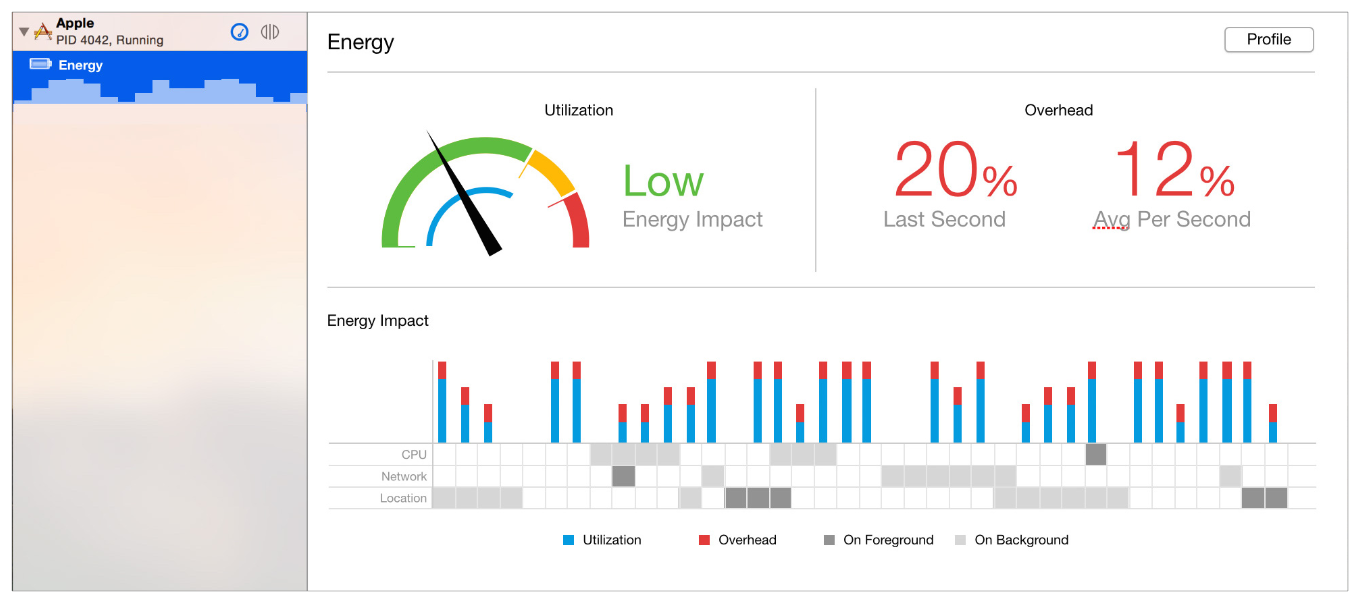 Apple
PID 4042, Running
Energy
Energy
Profile
Utilization
Low
Energy Impact
Overhead
20%
Last Second
12%
Avg Per Second
Energy Impact
CPU
Network
Location
Utilization
Overhead
On Foreground
On Background